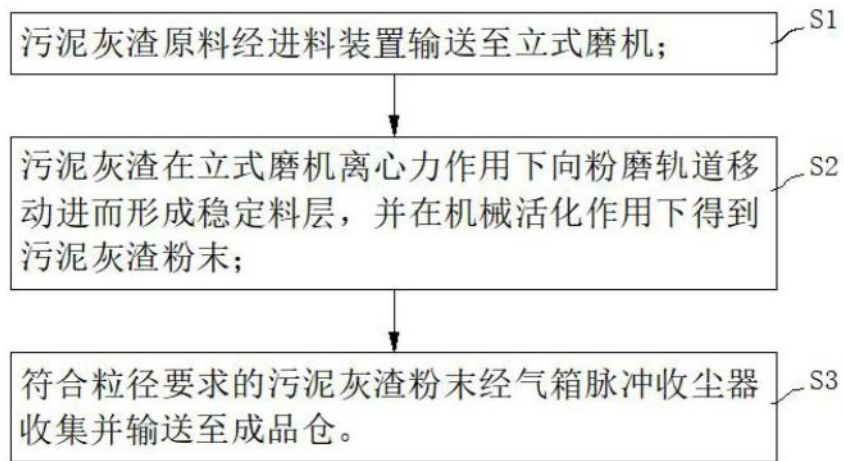 污泥灰渣原料经进料装置输送至立式磨机；
S1
污泥灰渣在立式磨机离心力作用下向粉磨轨道移
动进而形成稳定料层，并在机械活化作用下得到
污泥灰渣粉末；
S2
符合粒径要求的污泥灰渣粉末经气箱脉冲收尘器
收集并输送至成品仓。
S3